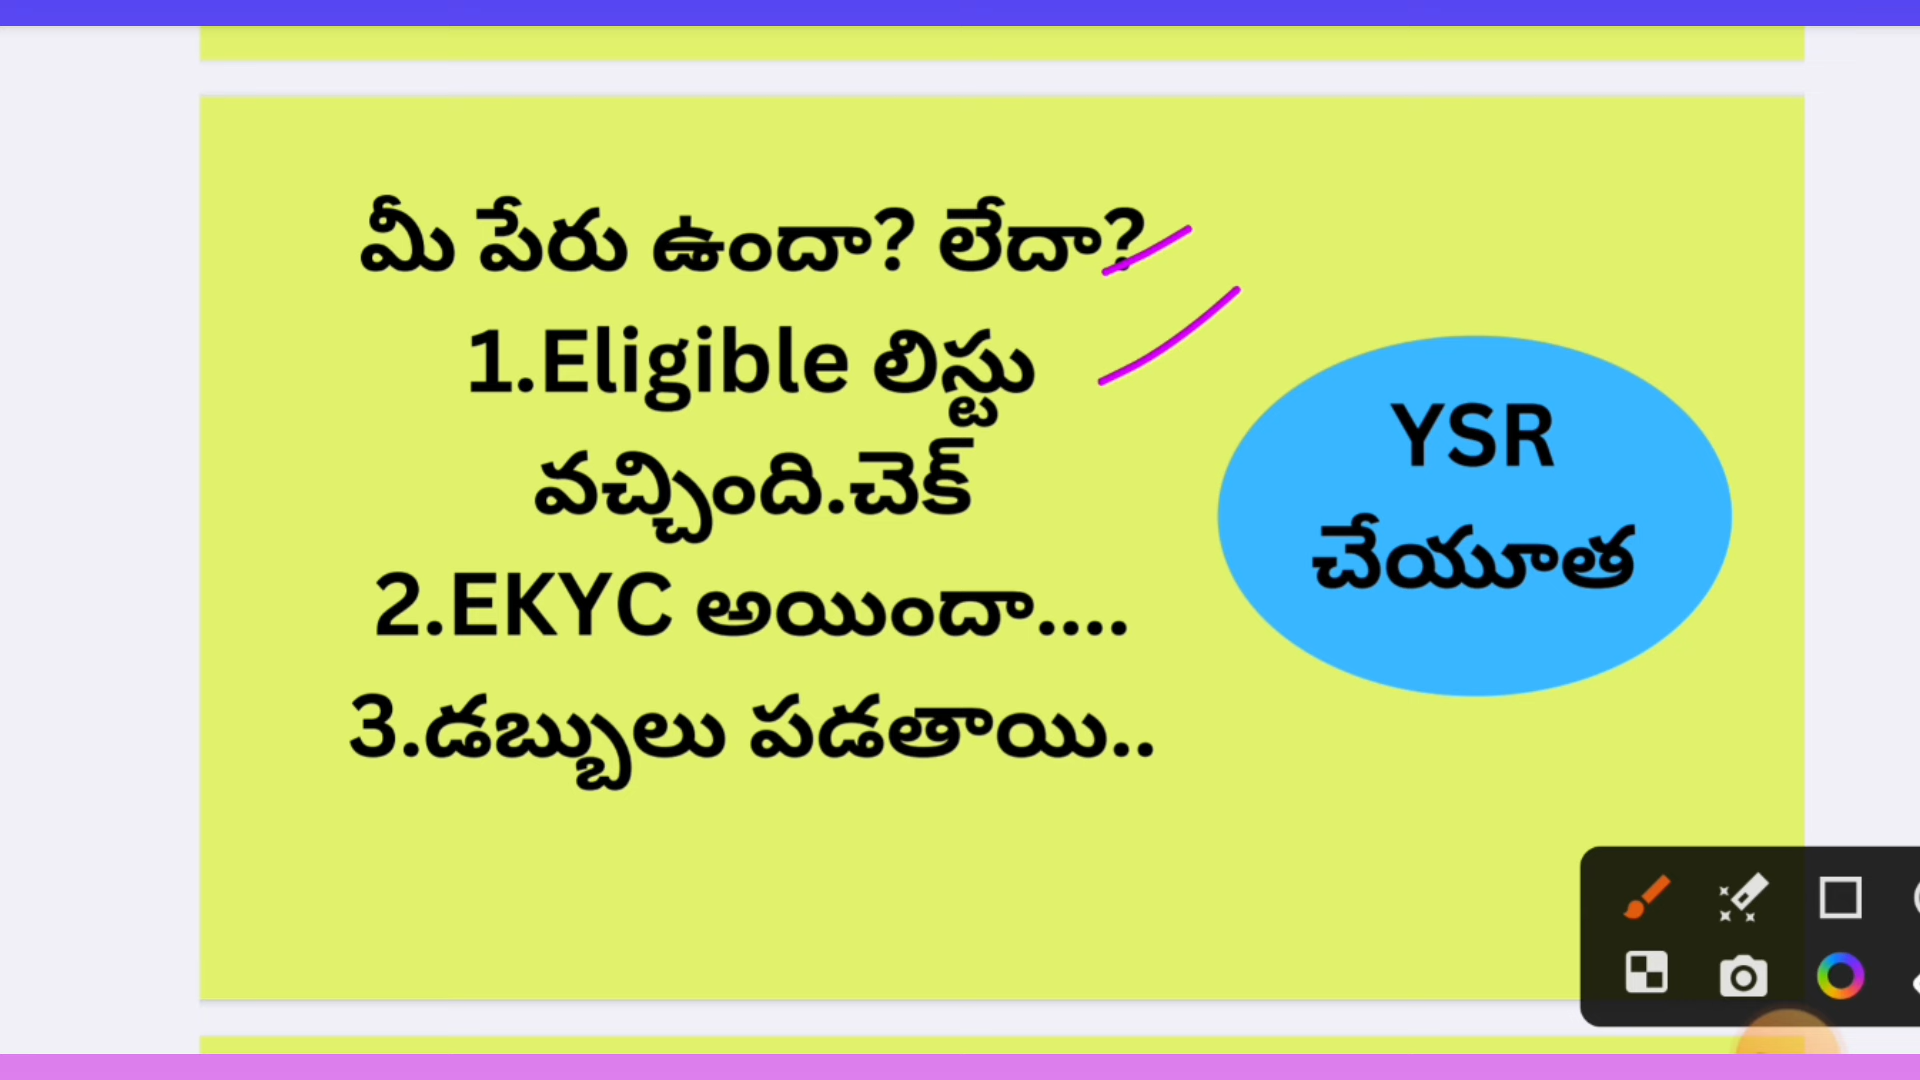 మీ పేరు ఉందా? లేదా?
1.Eligible లిస్టు
వచ్చింది.చెక్
2.EKYC అయిందా....
3.డబ్బులు పడతాయి..
YSR
చేయూత